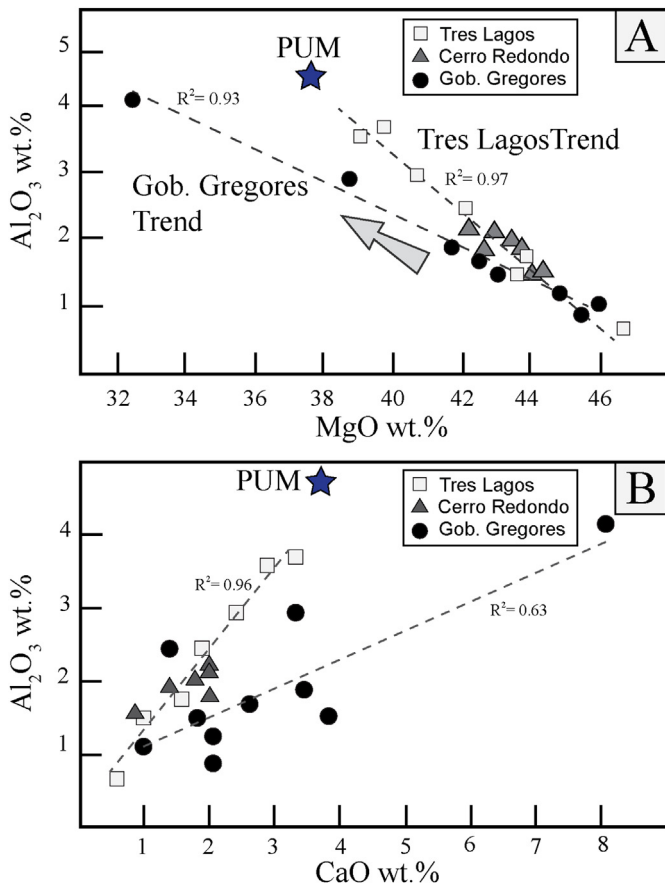 A
Tres Lagos
Cerro Redondo
Gob. Gregores
PUM
R²= 0.93
Tres LagosTrend
R²= 0.97
Gob. Gregores
Trend
Al₂O₃ wt.%
5
4
3
2
1
32
34
36
38
40
42
44
46
MgO wt.%
B
Tres Lagos
Cerro Redondo
Gob. Gregores
PUM
R²= 0.96
R²= 0.63
Al₂O₃ wt.%
4
3
2
1
1
2
3
4
5
6
7
8
CaO wt.%